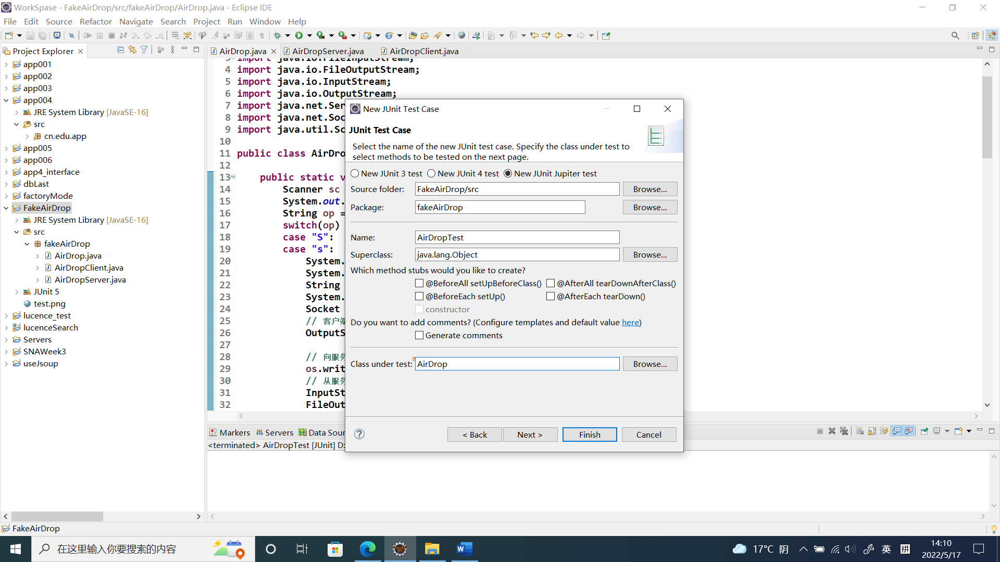 WorkSpase - FakeAirDrop/src/fakeAirDrop/AirDrop.java - Eclipse IDE
File Edit Source Refactor Navigate Search Project Run Window Help
Project Explorer
app001
app002
app003
app004
JRE System Library [JavaSE-16]
src
cn.edu.app
app005
app006
app4_interface
dbLast
factoryMode
FakeAirDrop
JRE System Library [JavaSE-16]
src
fakeAirDrop
AirDrop.java
AirDropClient.java
AirDropServer.java
JUnit 5
test.png
lucence_test
lucenceSearch
Servers
SNAWeek3
useJsoup
AirDrop.java AirDropServer.java AirDropClient.java
3 import java.io.FileInputStream;
4 import java.io.FileOutputStream;
5 import java.io.InputStream;
6 import java.io.OutputStream;
7 import java.net.Ser
8 import java.net.Soc
9 import java.util.Sc
10
11 public class AirDro
12
13 public static v
14 Scanner sc
15 System.out.
16 String op =
17 switch(op)
18 case "S":
19 case "s":
20 System.
21 System.
22 String
23 System.
24 Socket
25 // 客户端
26 OutputS
27
28 // 向服务
29 os.writ
30 // 从服务
31 InputSt
32 FileOut
New JUnit Test Case
JUnit Test Case
Select the name of the new JUnit test case. Specify the class under test to
select methods to be tested on the next page.
New JUnit 3 test New JUnit 4 test New JUnit Jupiter test
Source folder: FakeAirDrop/src Browse...
Package: fakeAirDrop Browse...
Name: AirDropTest
Superclass: java.lang.Object Browse...
Which method stubs would you like to create?
@BeforeAll setUpBeforeClass() @AfterAll tearDownAfterClass()
@BeforeEach setUp() @AfterEach tearDown()
constructor
Do you want to add comments? (Configure templates and default value here)
Generate comments
Class under test: AirDrop Browse...
< Back Next > Finish Cancel
Markers Servers Data Sour
<terminated> AirDropTest [JUnit] D:
FakeAirDrop
在这里输入你要搜索的内容
17°C 阴
英 拼
14:10
2022/5/17